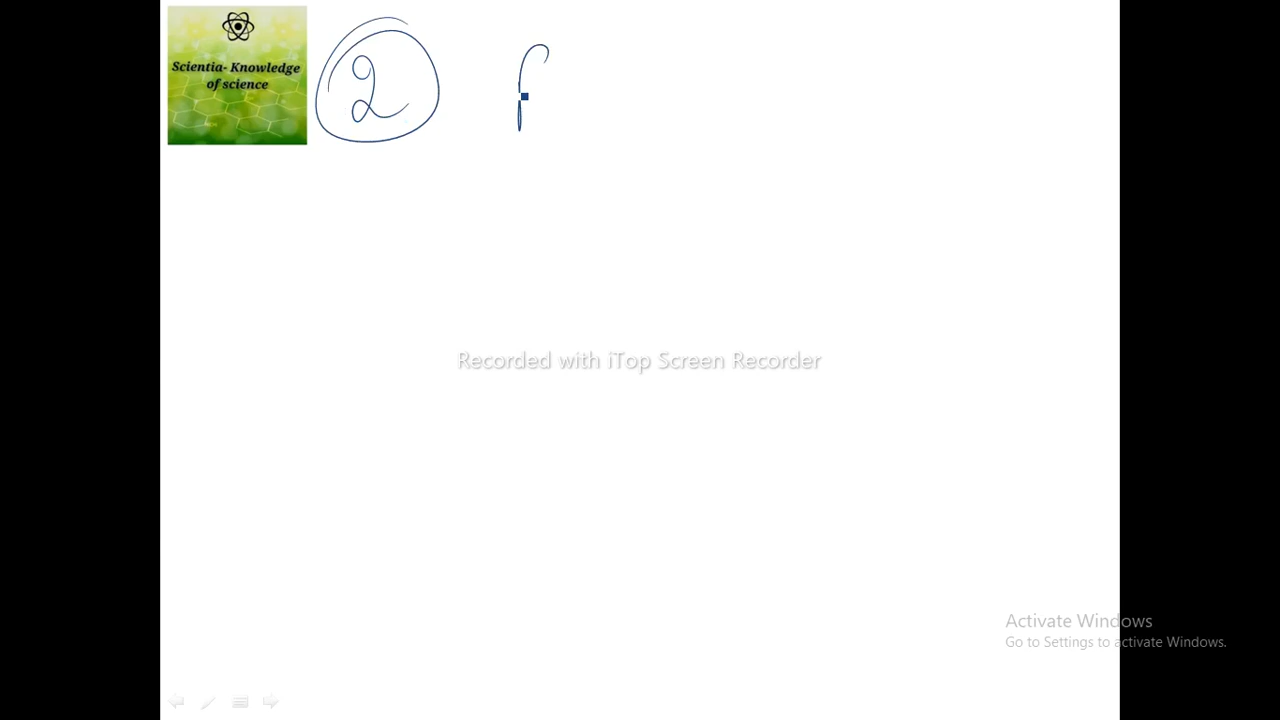 Scientia- Knowledge
of science
2
Recorded with iTop Screen Recorder
Activate Windows
Go to Settings to activate Windows.